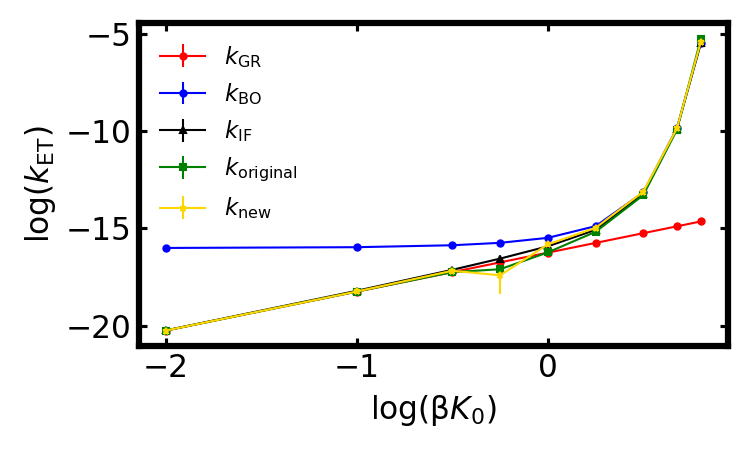 −5
−10
−15
−20
log(k_ET)
k_GR
k_BO
k_IF
k_original
k_new
−2 −1 0
log(βK_0)